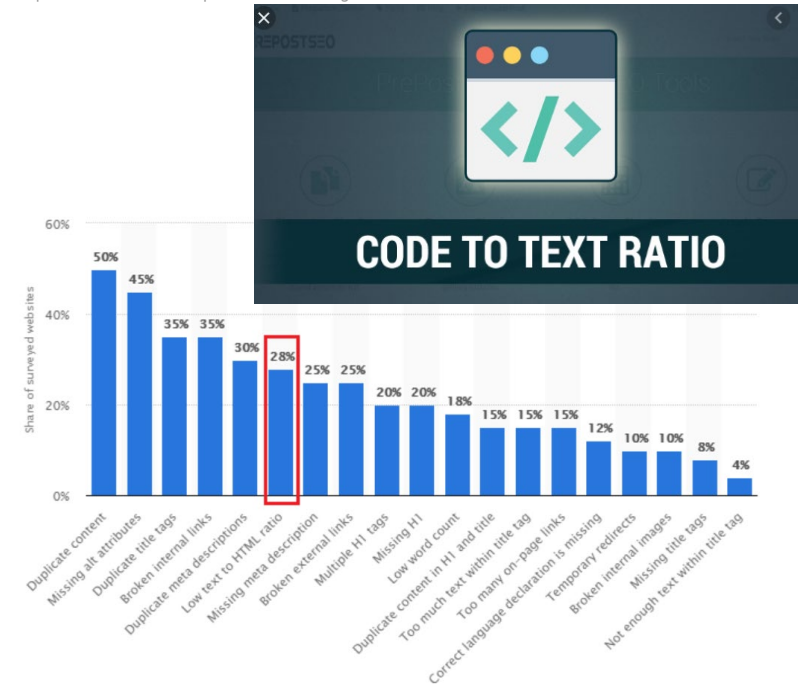 REPOSTSEO
CODE TO TEXT RATIO
Share of surveyed websites
60%
40%
20%
0%
50%
45%
35%
35%
30%
28%
25%
25%
20%
20%
18%
15%
15%
15%
12%
10%
10%
8%
4%
Duplicate content
Missing alt attributes
Duplicate title tags
Broken internal links
Duplicate meta descriptions
Low text to HTML ratio
Missing meta description
Broken external links
Multiple H1 tags
Missing H1
Low word count
Duplicate content in H1 and title
Too much text within title tag
Too many on-page links
Correct language declaration is missing
Temporary redirects
Broken internal images
Missing title tags
Not enough text within title tag